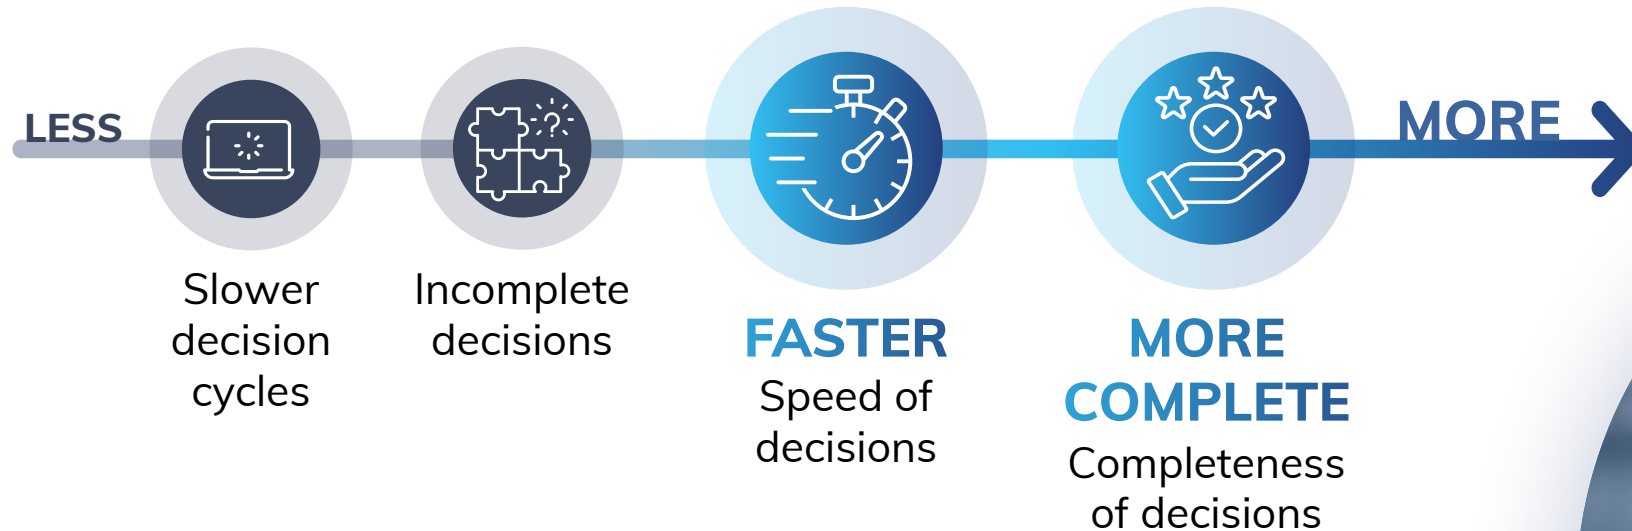 LESS
MORE
Slower
decision
cycles
Incomplete
decisions
FASTER
Speed of
decisions
MORE
COMPLETE
Completeness
of decisions